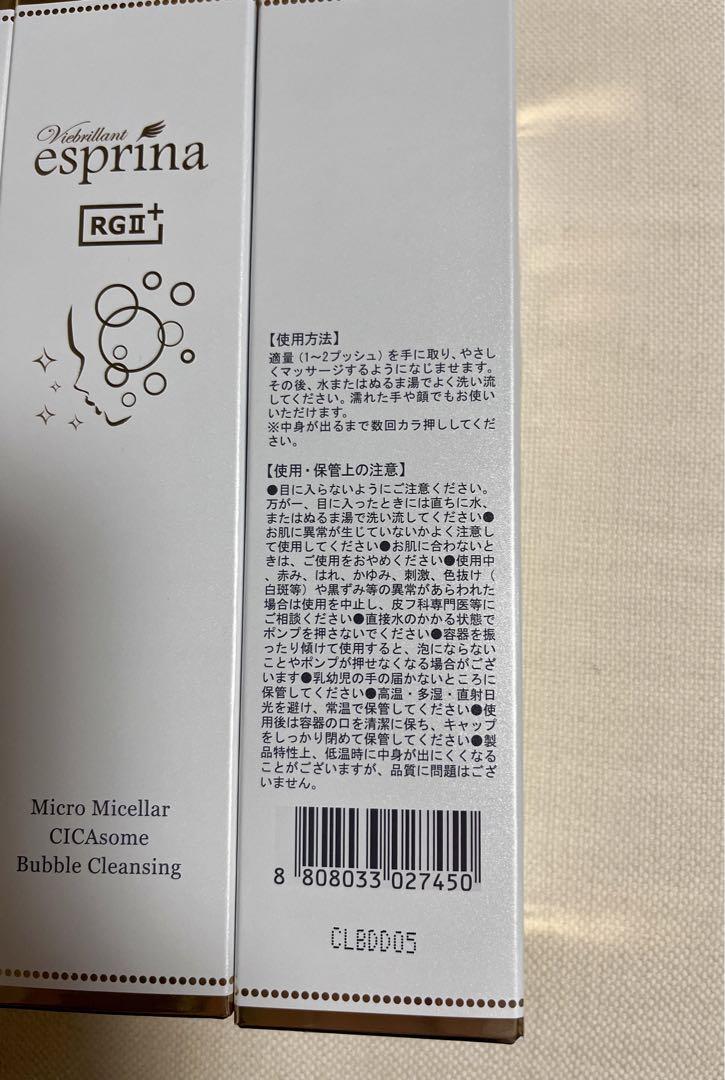 Viebrillant
esprina
RGⅡ+
Micro Micellar
CICAsome
Bubble Cleansing
【使用方法】
適量（1〜2プッシュ）を手に取り、やさし
くマッサージするようになじませます。
その後、水またはぬるま湯でよく洗い流
してください。濡れた手や顔でもお使い
いただけます。
※中身が出るまで数回カラ押ししてくだ
さい。
【使用・保管上の注意】
●目に入らないようにご注意ください。
万が一、目に入ったときには直ちに水、
またはぬるま湯で洗い流してください●
お肌に異常が生じていないかよく注意し
て使用してください●お肌に合わないと
きは、ご使用をおやめください●使用中
、赤み、はれ、かゆみ、刺激、色抜け（
白斑等）や黒ずみ等の異常があらわれた
場合は使用を中止し、皮フ科専門医等に
ご相談ください●直接水のかかる状態で
ポンプを押さないでください●容器を振
ったり傾けて使用すると、泡にならない
ことやポンプが押せなくなる場合がござ
います●乳幼児の手の届かないところに
保管してください●高温・多湿・直射日
光を避け、常温で保管してください●使
用後は容器の口を清潔に保ち、キャップ
をしっかり閉めて保管してください●製
品特性上、低温時に中身が出にくくなる
ことがございますが、品質に問題はござ
いません。
8 808033 027450
CLBDD05